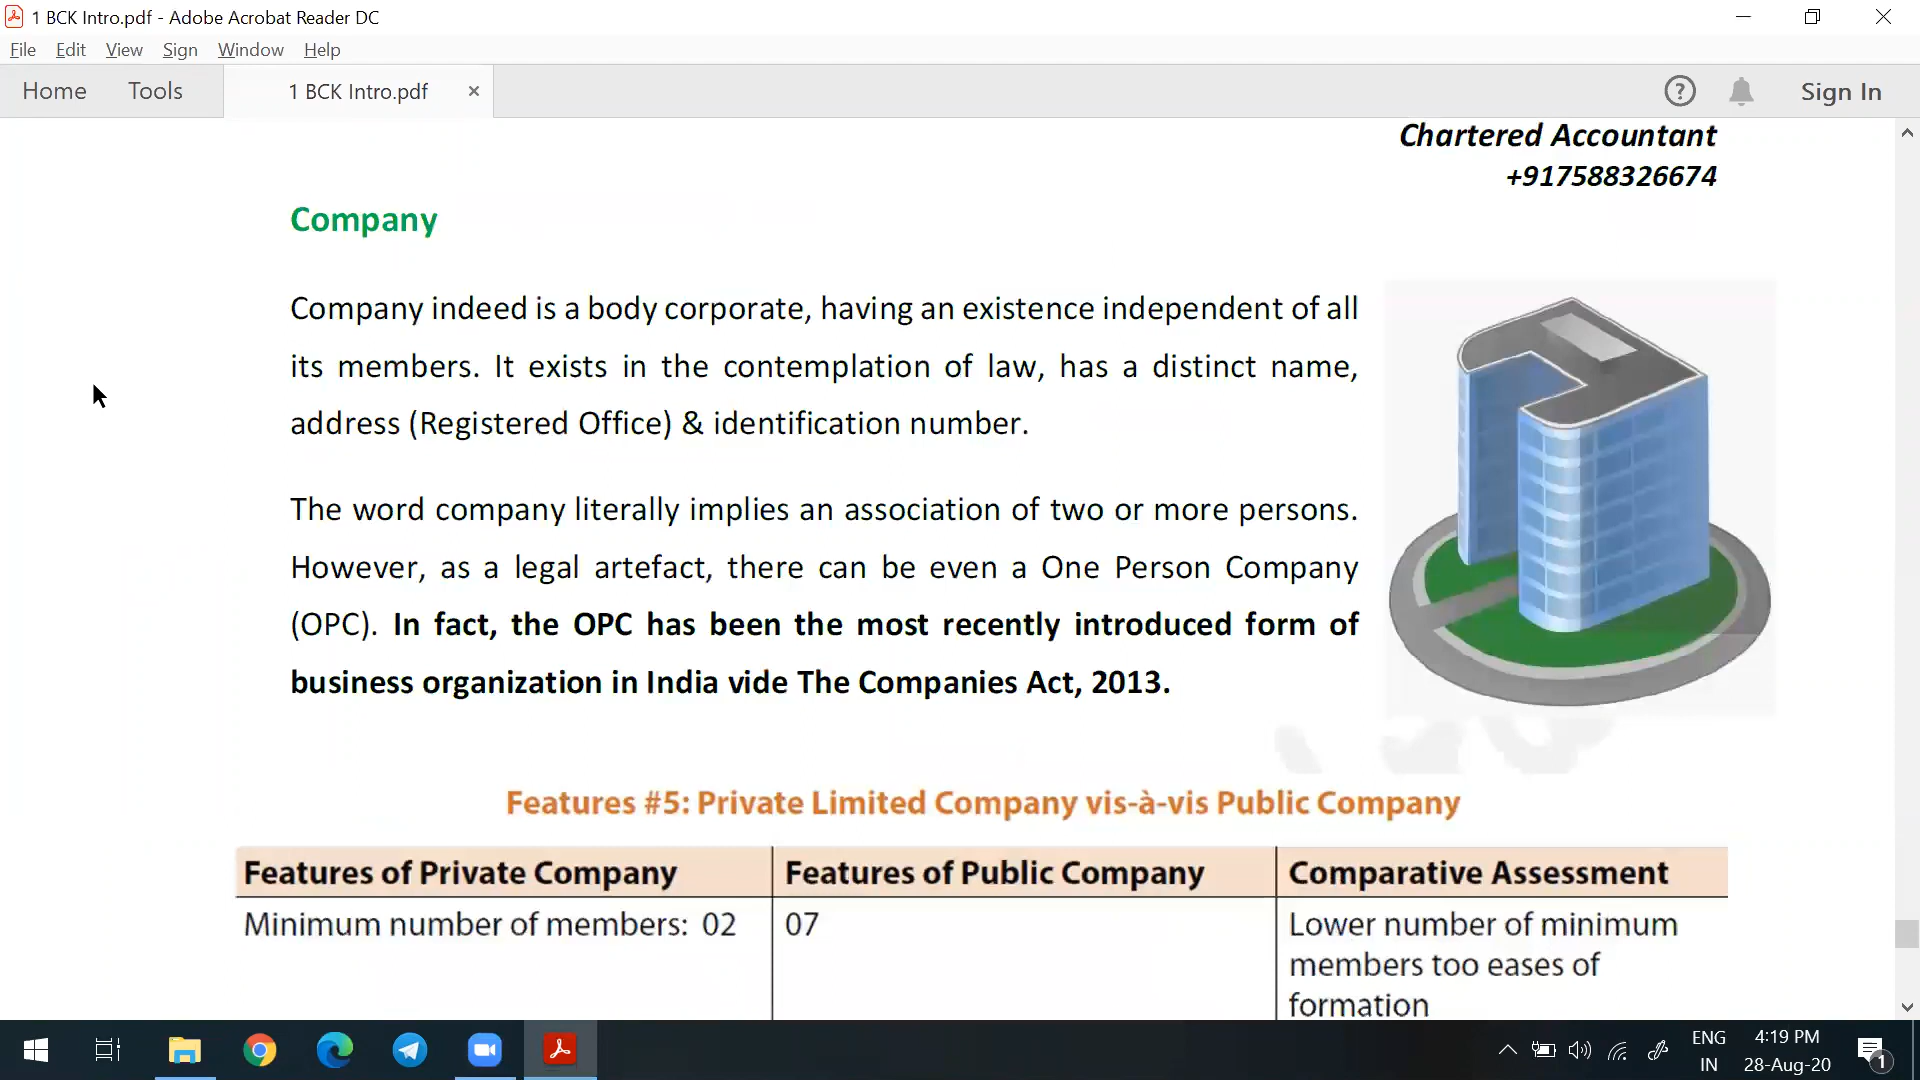 1 BCK Intro.pdf - Adobe Acrobat Reader DC
File Edit View Sign Window Help
Home Tools 1 BCK Intro.pdf × ? Sign In
Chartered Accountant
+917588326674
Company
Company indeed is a body corporate, having an existence independent of all
its members. It exists in the contemplation of law, has a distinct name,
address (Registered Office) & identification number.
The word company literally implies an association of two or more persons.
However, as a legal artefact, there can be even a One Person Company
(OPC). In fact, the OPC has been the most recently introduced form of
business organization in India vide The Companies Act, 2013.
Features #5: Private Limited Company vis-à-vis Public Company
Features of Private Company Features of Public Company Comparative Assessment
Minimum number of members: 02 07 Lower number of minimum
members too eases of
formation
ENG 4:19 PM
IN 28-Aug-20 1